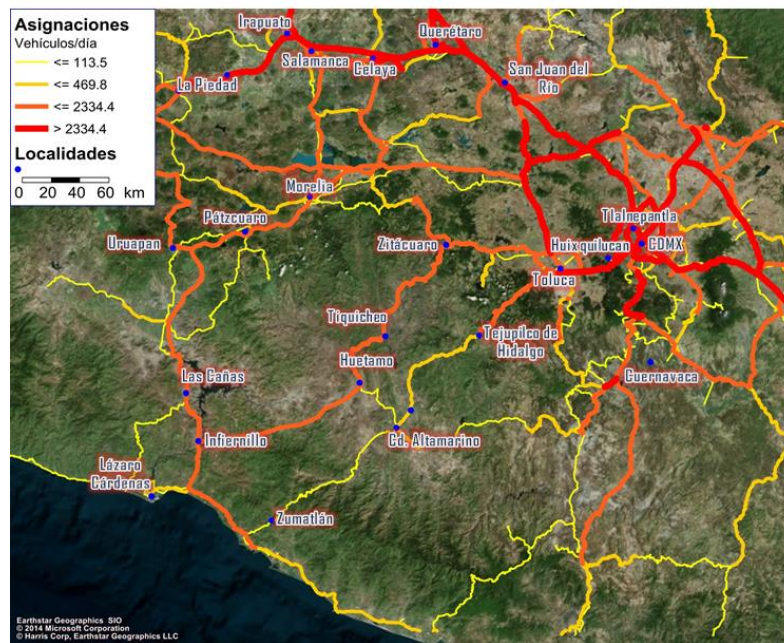 Asignaciones
Vehículos/día
<= 113.5
<= 469.8
<= 2334.4
> 2334.4
Localidades
0 20 40 60 km
Irapuato
Querétaro
Salamanca
Celaya
La Piedad
San Juan del
Río
Morelia
Pátzcuaro
Uruapan
Zitácuaro
Tlalnepantla
Huixquilucan
CDMX
Toluca
Tiquicheo
Tejupilco de
Hidalgo
Huetamo
Cuernavaca
Las Cañas
Cd. Altamarino
Infiernillo
Lázaro
Cárdenas
Zumatlán
Earthstar Geographics SIO
© 2014 Microsoft Corporation
© Harris Corp, Earthstar Geographics LLC